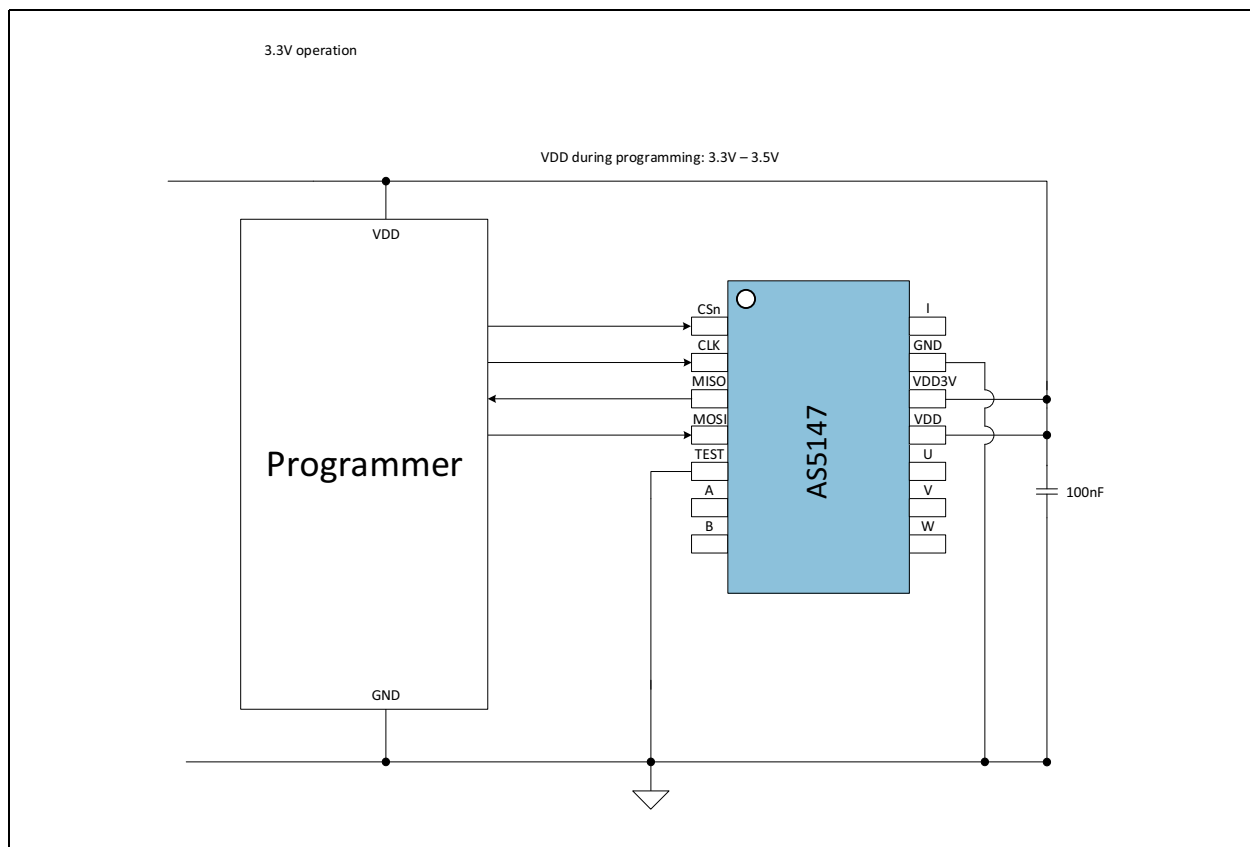 3.3V operation
VDD during programming: 3.3V – 3.5V
VDD
Programmer
GND
CSn
CLK
MISO
MOSI
TEST
A
B
AS5147
I
GND
VDD3V
VDD
U
V
W
100nF